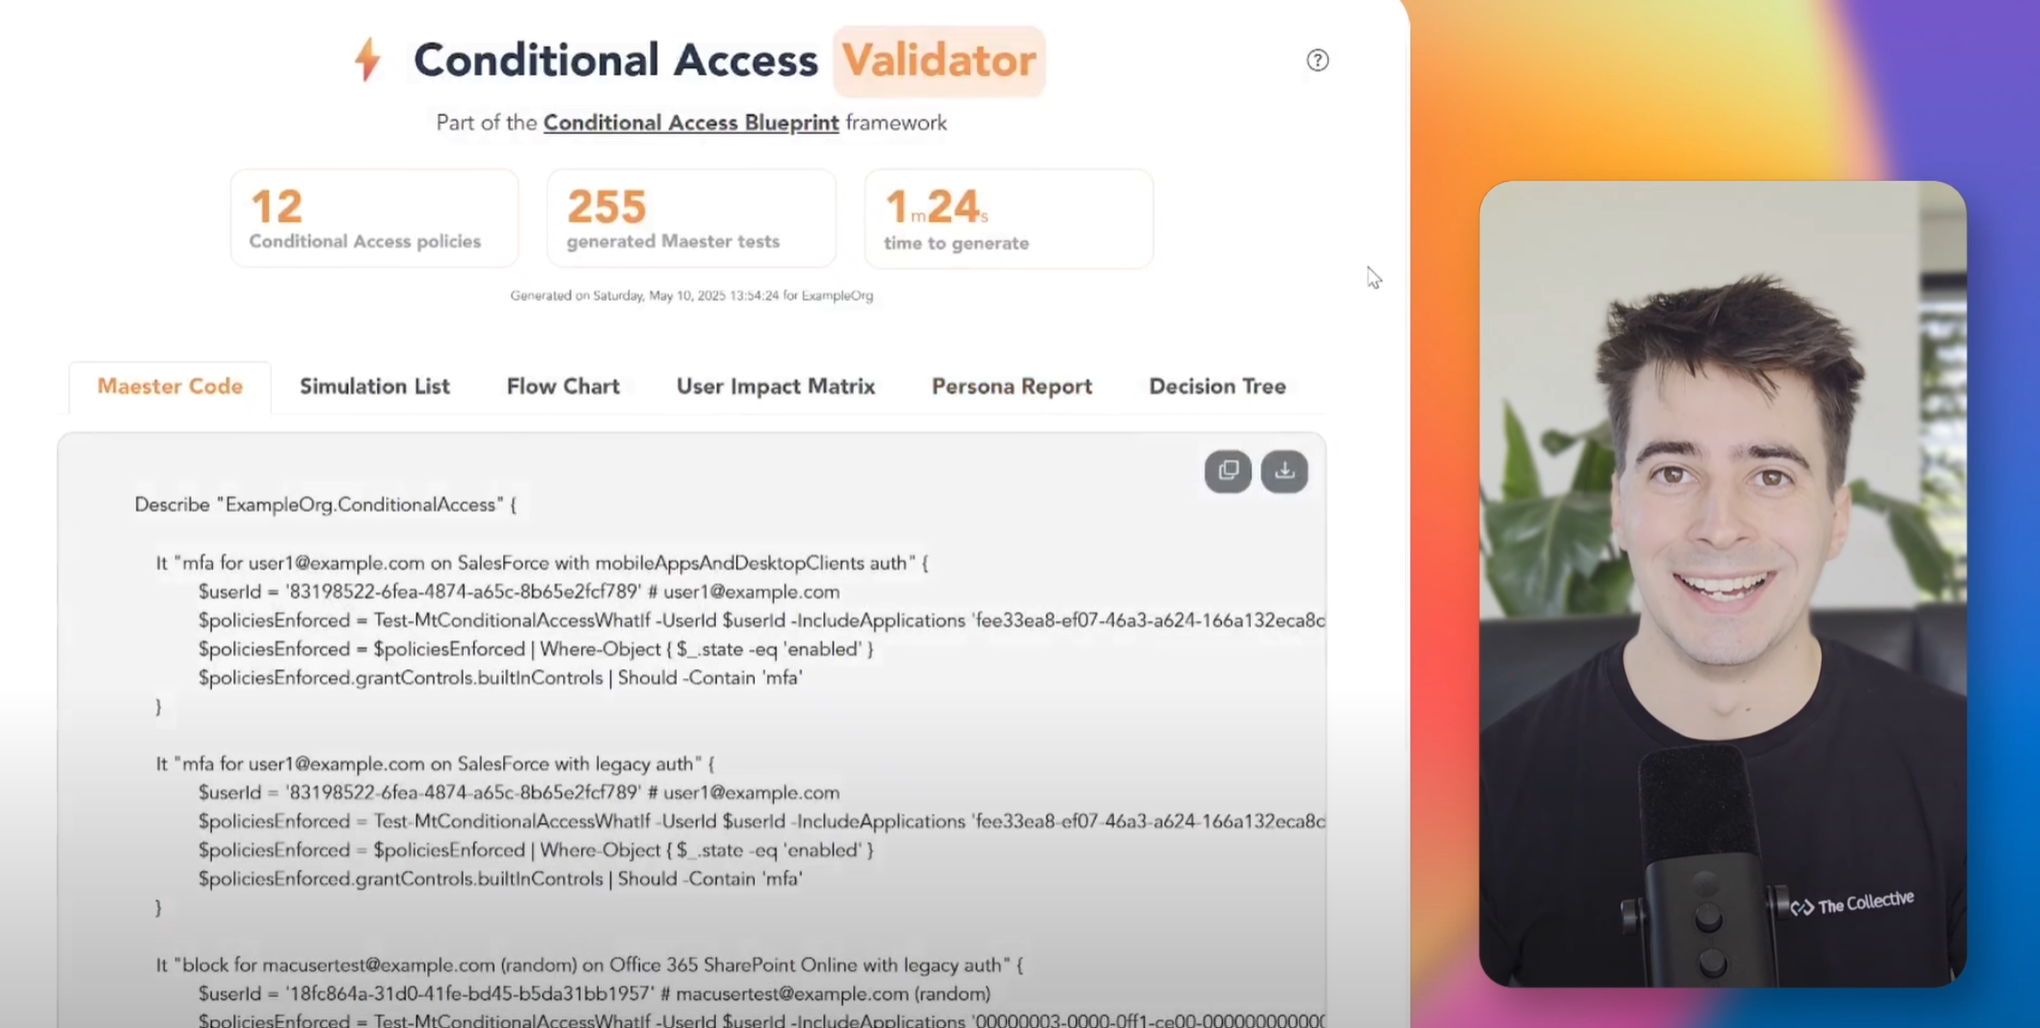 Conditional Access Validator
Part of the Conditional Access Blueprint framework
12
Conditional Access policies
255
generated Maester tests
1m24s
time to generate
Generated on Saturday, May 10, 2025 13:54:24 for ExampleOrg
Maester Code
Simulation List
Flow Chart
User Impact Matrix
Persona Report
Decision Tree
Describe "ExampleOrg.ConditionalAccess" {
It "mfa for user1@example.com on SalesForce with mobileAppsAndDesktopClients auth" {
$userId = '83198522-6fea-4874-a65c-8b65e2fcf789' # user1@example.com
$policiesEnforced = Test-MtConditionalAccessWhatIf -UserId $userId -IncludeApplications 'fee33ea8-ef07-46a3-a624-166a132eca8c
$policiesEnforced = $policiesEnforced | Where-Object { $_.state -eq 'enabled' }
$policiesEnforced.grantControls.builtInControls | Should -Contain 'mfa'
}
It "mfa for user1@example.com on SalesForce with legacy auth" {
$userId = '83198522-6fea-4874-a65c-8b65e2fcf789' # user1@example.com
$policiesEnforced = Test-MtConditionalAccessWhatIf -UserId $userId -IncludeApplications 'fee33ea8-ef07-46a3-a624-166a132eca8c
$policiesEnforced = $policiesEnforced | Where-Object { $_.state -eq 'enabled' }
$policiesEnforced.grantControls.builtInControls | Should -Contain 'mfa'
}
It "block for macusertest@example.com (random) on Office 365 SharePoint Online with legacy auth" {
$userId = '18fc864a-31d0-41fe-bd45-b5da31bb1957' # macusertest@example.com (random)
$policiesEnforced = Test-MtConditionalAccessWhatIf -UserId $userId -IncludeApplications '00000003-0000-0ff1-ce00-000000000000
The Collective